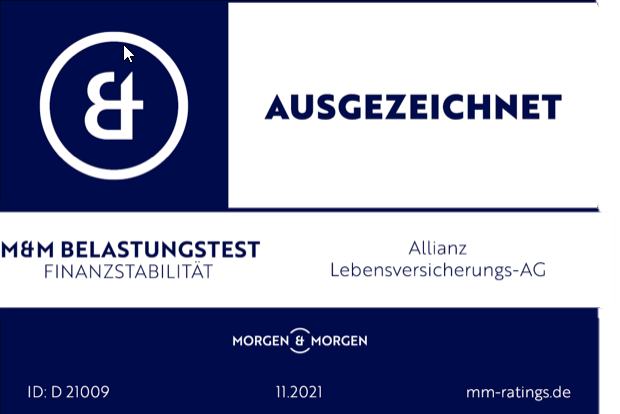 &
AUSGEZEICHNET
M&M BELASTUNGSTEST
FINANZSTABILITÄT
Allianz
Lebensversicherungs-AG
MORGEN & MORGEN
ID: D 21009
11.2021
mm-ratings.de